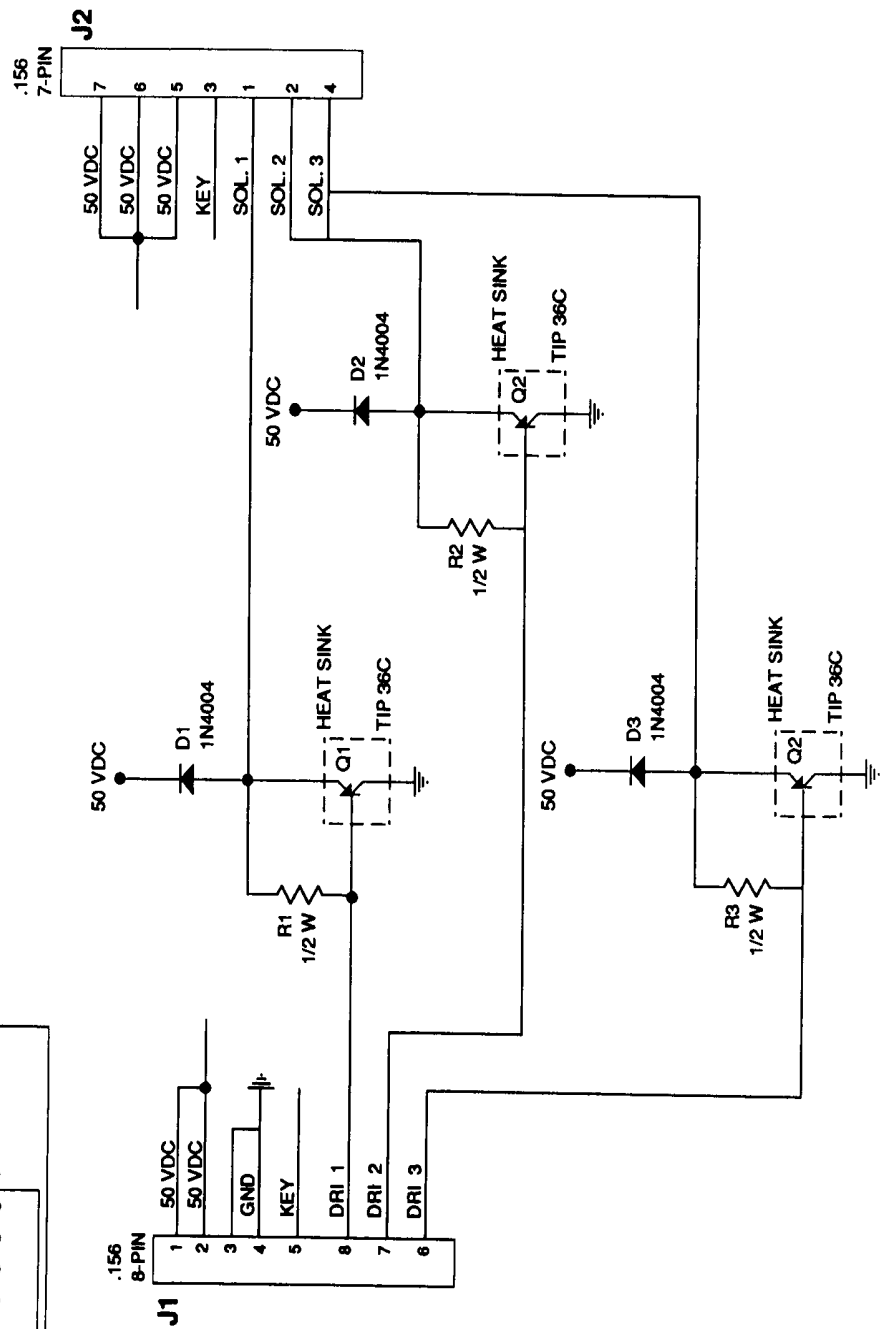 J2
.156
7-PIN
7
6
5
3
1
2
4
50 VDC
50 VDC
50 VDC
KEY
SOL. 1
SOL. 2
SOL. 3
50 VDC
D2
1N4004
HEAT SINK
Q2
TIP 36C
R2
1/2 W
50 VDC
D1
1N4004
HEAT SINK
Q1
TIP 36C
R1
1/2 W
50 VDC
D3
1N4004
HEAT SINK
Q2
TIP 36C
R3
1/2 W
50 VDC
50 VDC
GND
KEY
DRI 1
DRI 2
DRI 3
1
2
3
4
5
8
7
6
.156
8-PIN
J1